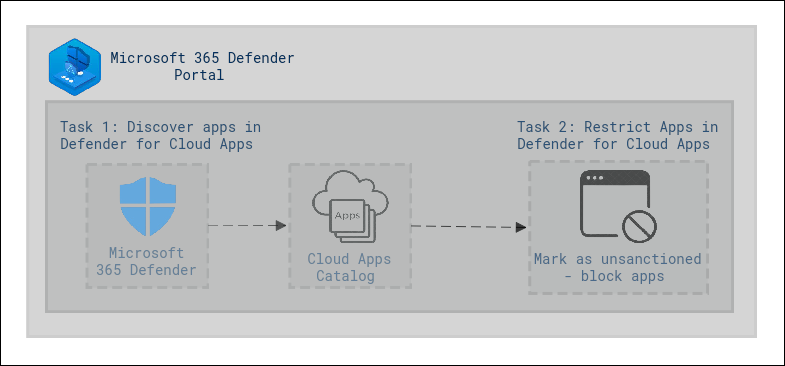 Microsoft 365 Defender
Portal
Task 1: Discover apps in
Defender for Cloud Apps
Microsoft
365 Defender
Apps
Cloud Apps
Catalog
Task 2: Restrict Apps in
Defender for Cloud Apps
Mark as unsanctioned
- block apps